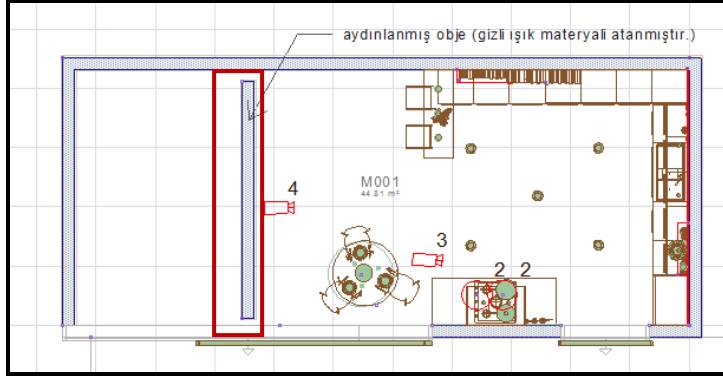 aydınlanmış obje (gizli ışık materyali atanmıştır.)
4
M001
44.81 m²
3
2 2